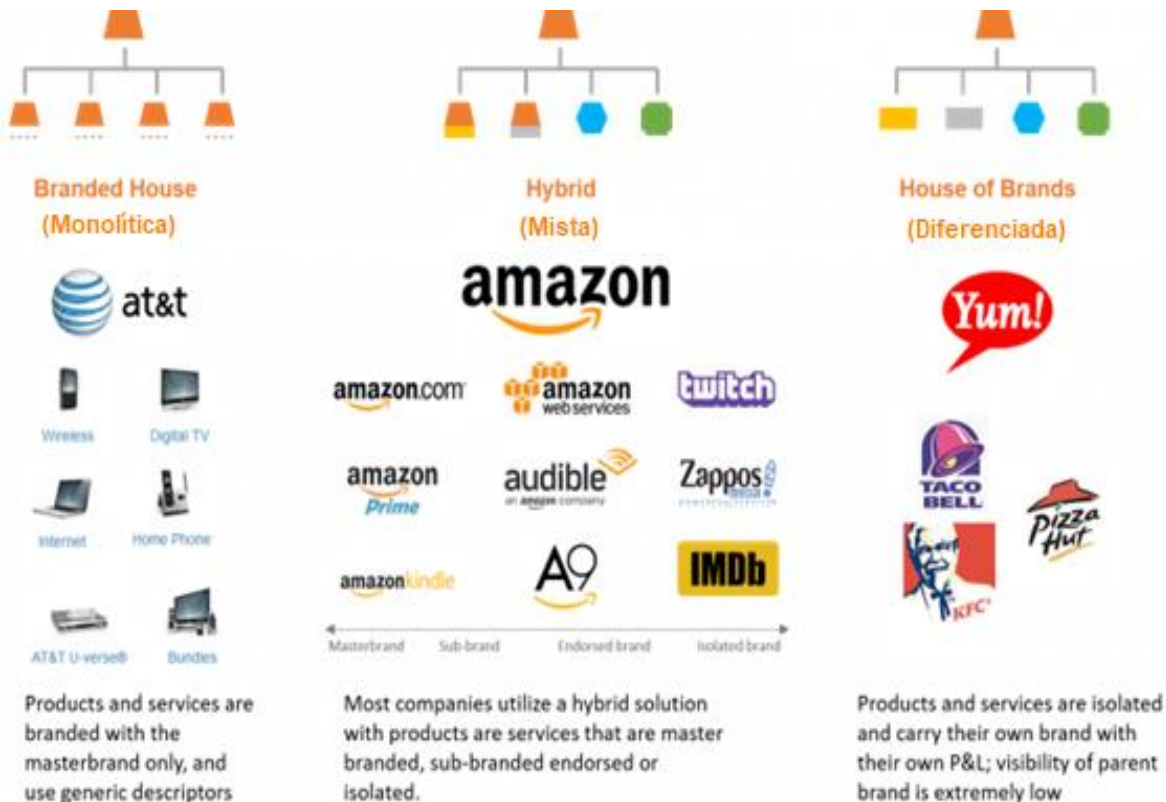 Branded House
(Monolítica)
at&t
Wireless
Digital TV
Internet
Home Phone
AT&T U-verse®
Bundles
Products and services are
branded with the
masterbrand only, and
use generic descriptors
Hybrid
(Mista)
amazon
amazon.com
amazon
webservices
twitch
amazon
Prime
audible
an amazon company
Zappos
amazonkindle
A9
IMDb
Masterbrand
Sub-brand
Endorsed brand
Isolated brand
Most companies utilize a hybrid solution
with products are services that are master
branded, sub-branded endorsed or
isolated.
House of Brands
(Diferenciada)
Yum!
TACO
BELL
Pizza
Hut
KFC
Products and services are isolated
and carry their own brand with
their own P&L; visibility of parent
brand is extremely low